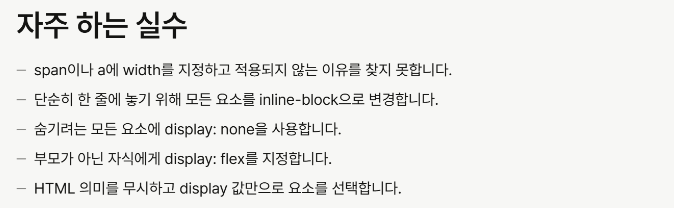 자주 하는 실수
— span이나 a에 width를 지정하고 적용되지 않는 이유를 찾지 못합니다.
— 단순히 한 줄에 놓기 위해 모든 요소를 inline-block으로 변경합니다.
— 숨기려는 모든 요소에 display: none을 사용합니다.
— 부모가 아닌 자식에게 display: flex를 지정합니다.
— HTML 의미를 무시하고 display 값만으로 요소를 선택합니다.